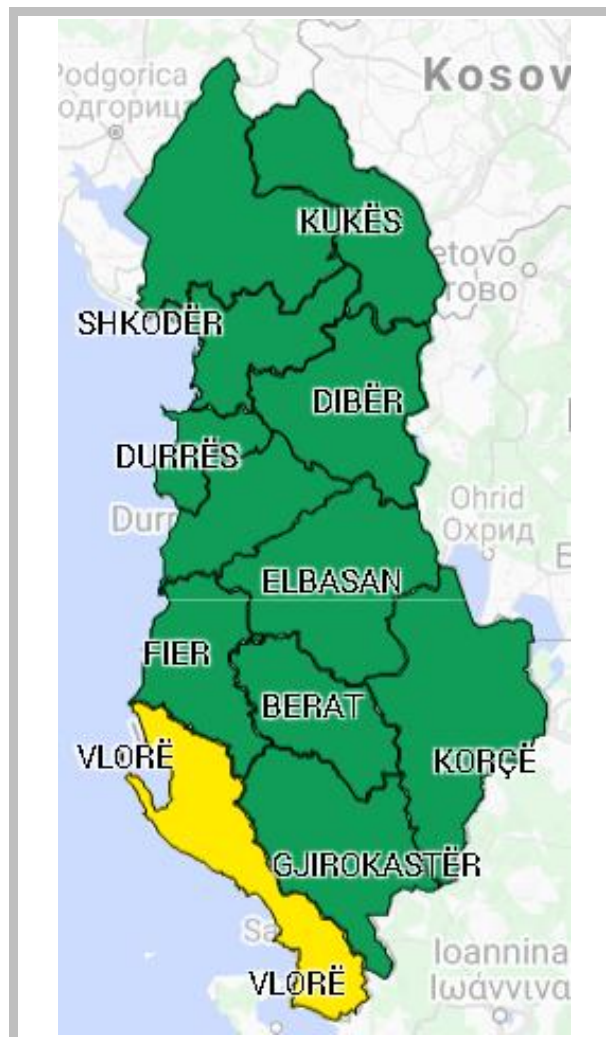 Podgorica
Подгорица
Kosov
KUKËS
etovo
тово
SHKODËR
DIBËR
DURRËS
Durr
Ohrid
Охрид
ELBASAN
FIER
BERAT
VLORË
KORÇË
GJIROKASTËR
Sa
VLORË
Ioannina
Ιωάννινα